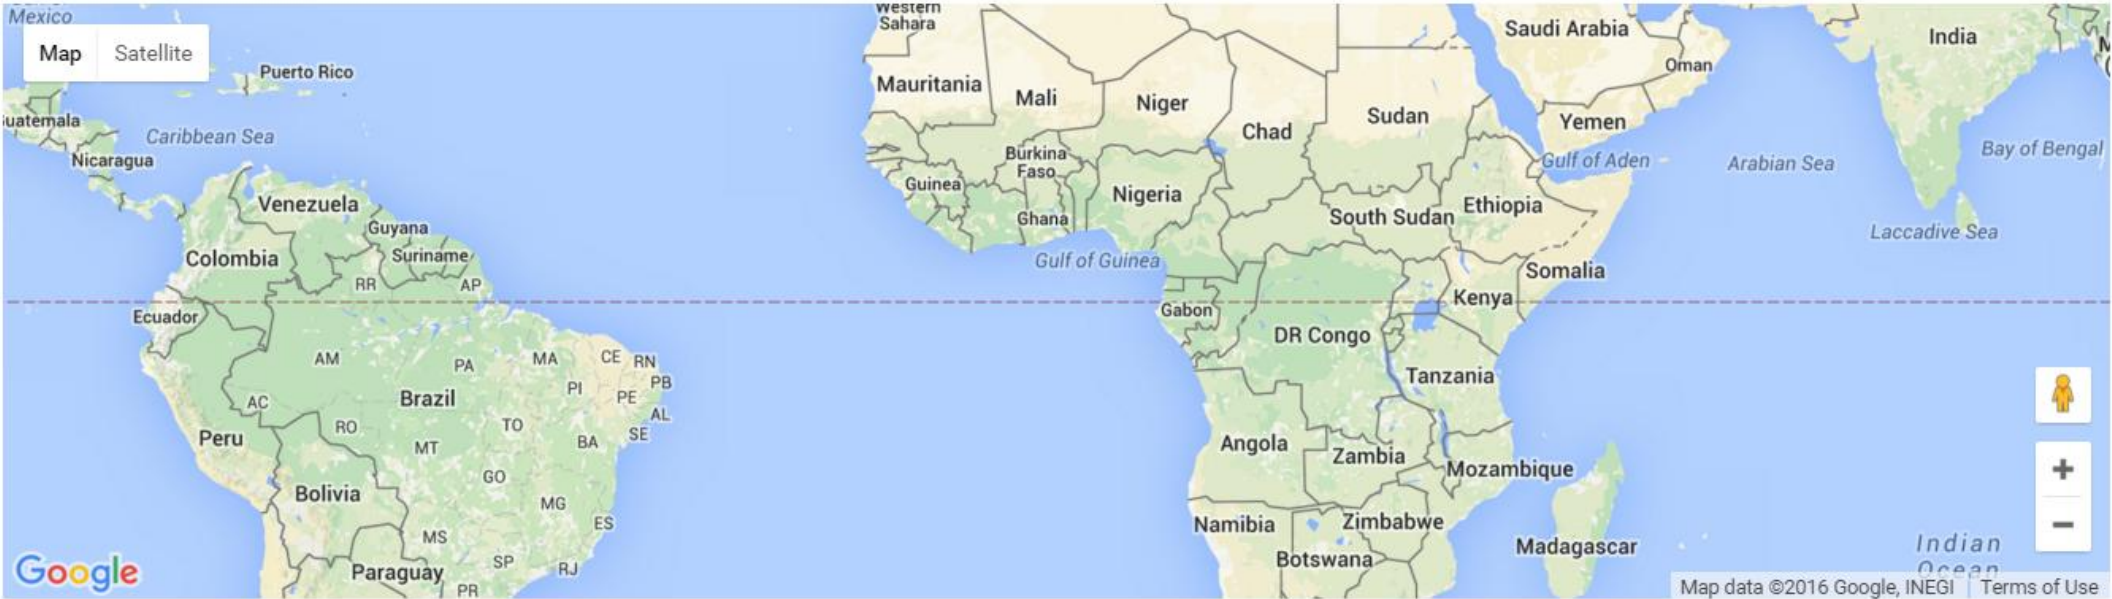 Mexico
Map
Satellite
Puerto Rico
Guatemala
Caribbean Sea
Nicaragua
Venezuela
Guyana
Suriname
Colombia
RR
AP
Ecuador
AM
PA
MA
CE
RN
PB
PI
PE
AL
AC
Brazil
TO
SE
RO
BA
Peru
MT
GO
Bolivia
MG
ES
MS
SP
RJ
Paraguay
PR
Google
Western
Sahara
Mauritania
Mali
Niger
Chad
Sudan
Burkina
Faso
Guinea
Ghana
Nigeria
South Sudan
Ethiopia
Gulf of Guinea
Gabon
DR Congo
Kenya
Somalia
Tanzania
Angola
Zambia
Mozambique
Namibia
Zimbabwe
Botswana
Madagascar
Saudi Arabia
Oman
Yemen
Gulf of Aden
Arabian Sea
India
Bay of Bengal
Laccadive Sea
+
−
Indian
Ocean
Map data ©2016 Google, INEGI
Terms of Use